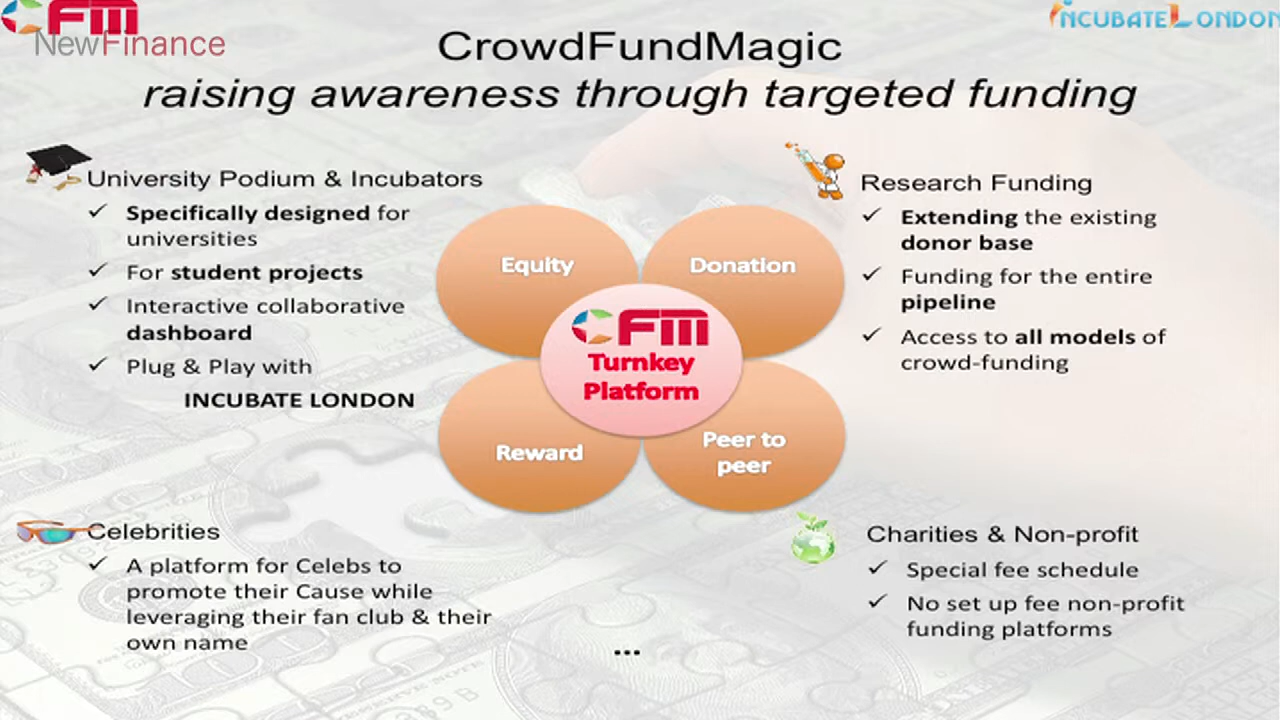 CFM
NewFinance
INCUBATE LONDON
CrowdFundMagic
raising awareness through targeted funding
University Podium & Incubators
✓ Specifically designed for
universities
✓ For student projects
✓ Interactive collaborative
dashboard
✓ Plug & Play with
INCUBATE LONDON
Research Funding
✓ Extending the existing
donor base
✓ Funding for the entire
pipeline
✓ Access to all models of
crowd-funding
Equity
Donation
CFM
Turnkey
Platform
Reward
Peer to
peer
Celebrities
✓ A platform for Celebs to
promote their Cause while
leveraging their fan club & their
own name
Charities & Non-profit
✓ Special fee schedule
✓ No set up fee non-profit
funding platforms
...